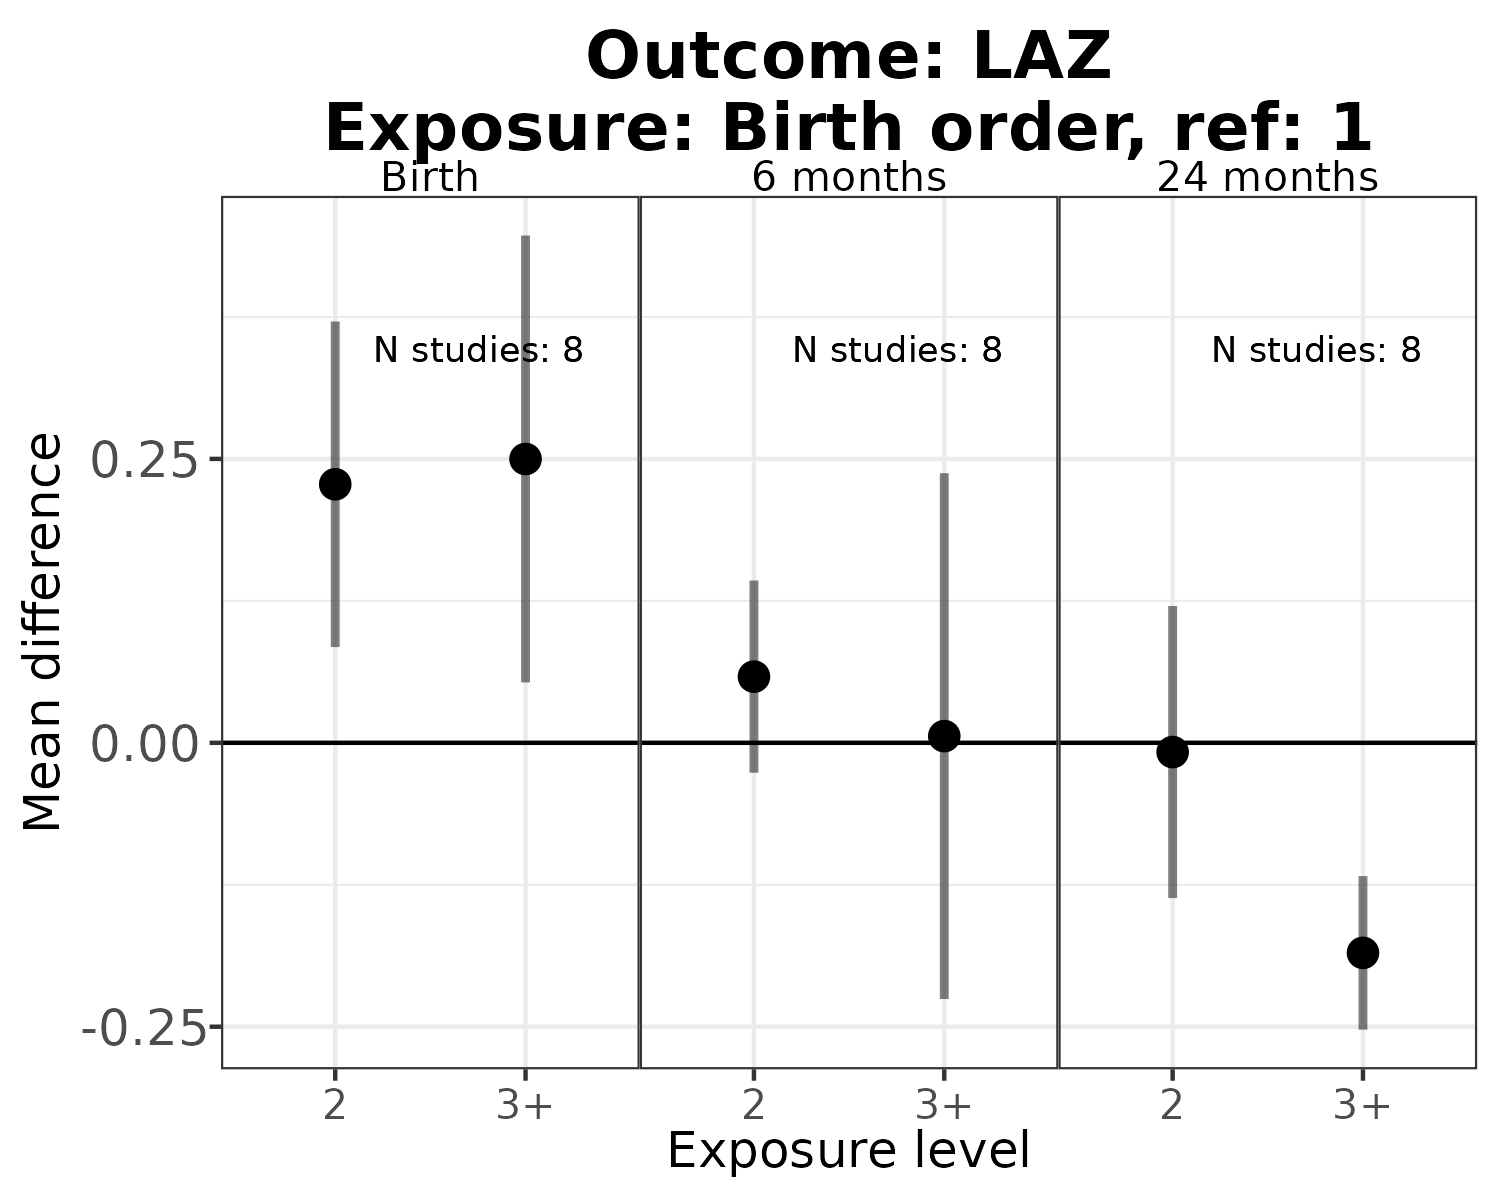 Outcome: LAZ
Exposure: Birth order, ref: 1
Birth 6 months 24 months
N studies: 8 N studies: 8 N studies: 8
Mean difference
0.25
0.00
-0.25
2 3+ 2 3+ 2 3+
Exposure level